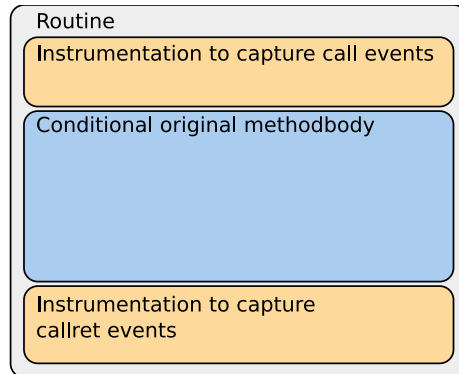 Routine
Instrumentation to capture call events
Conditional original methodbody
Instrumentation to capture
callret events